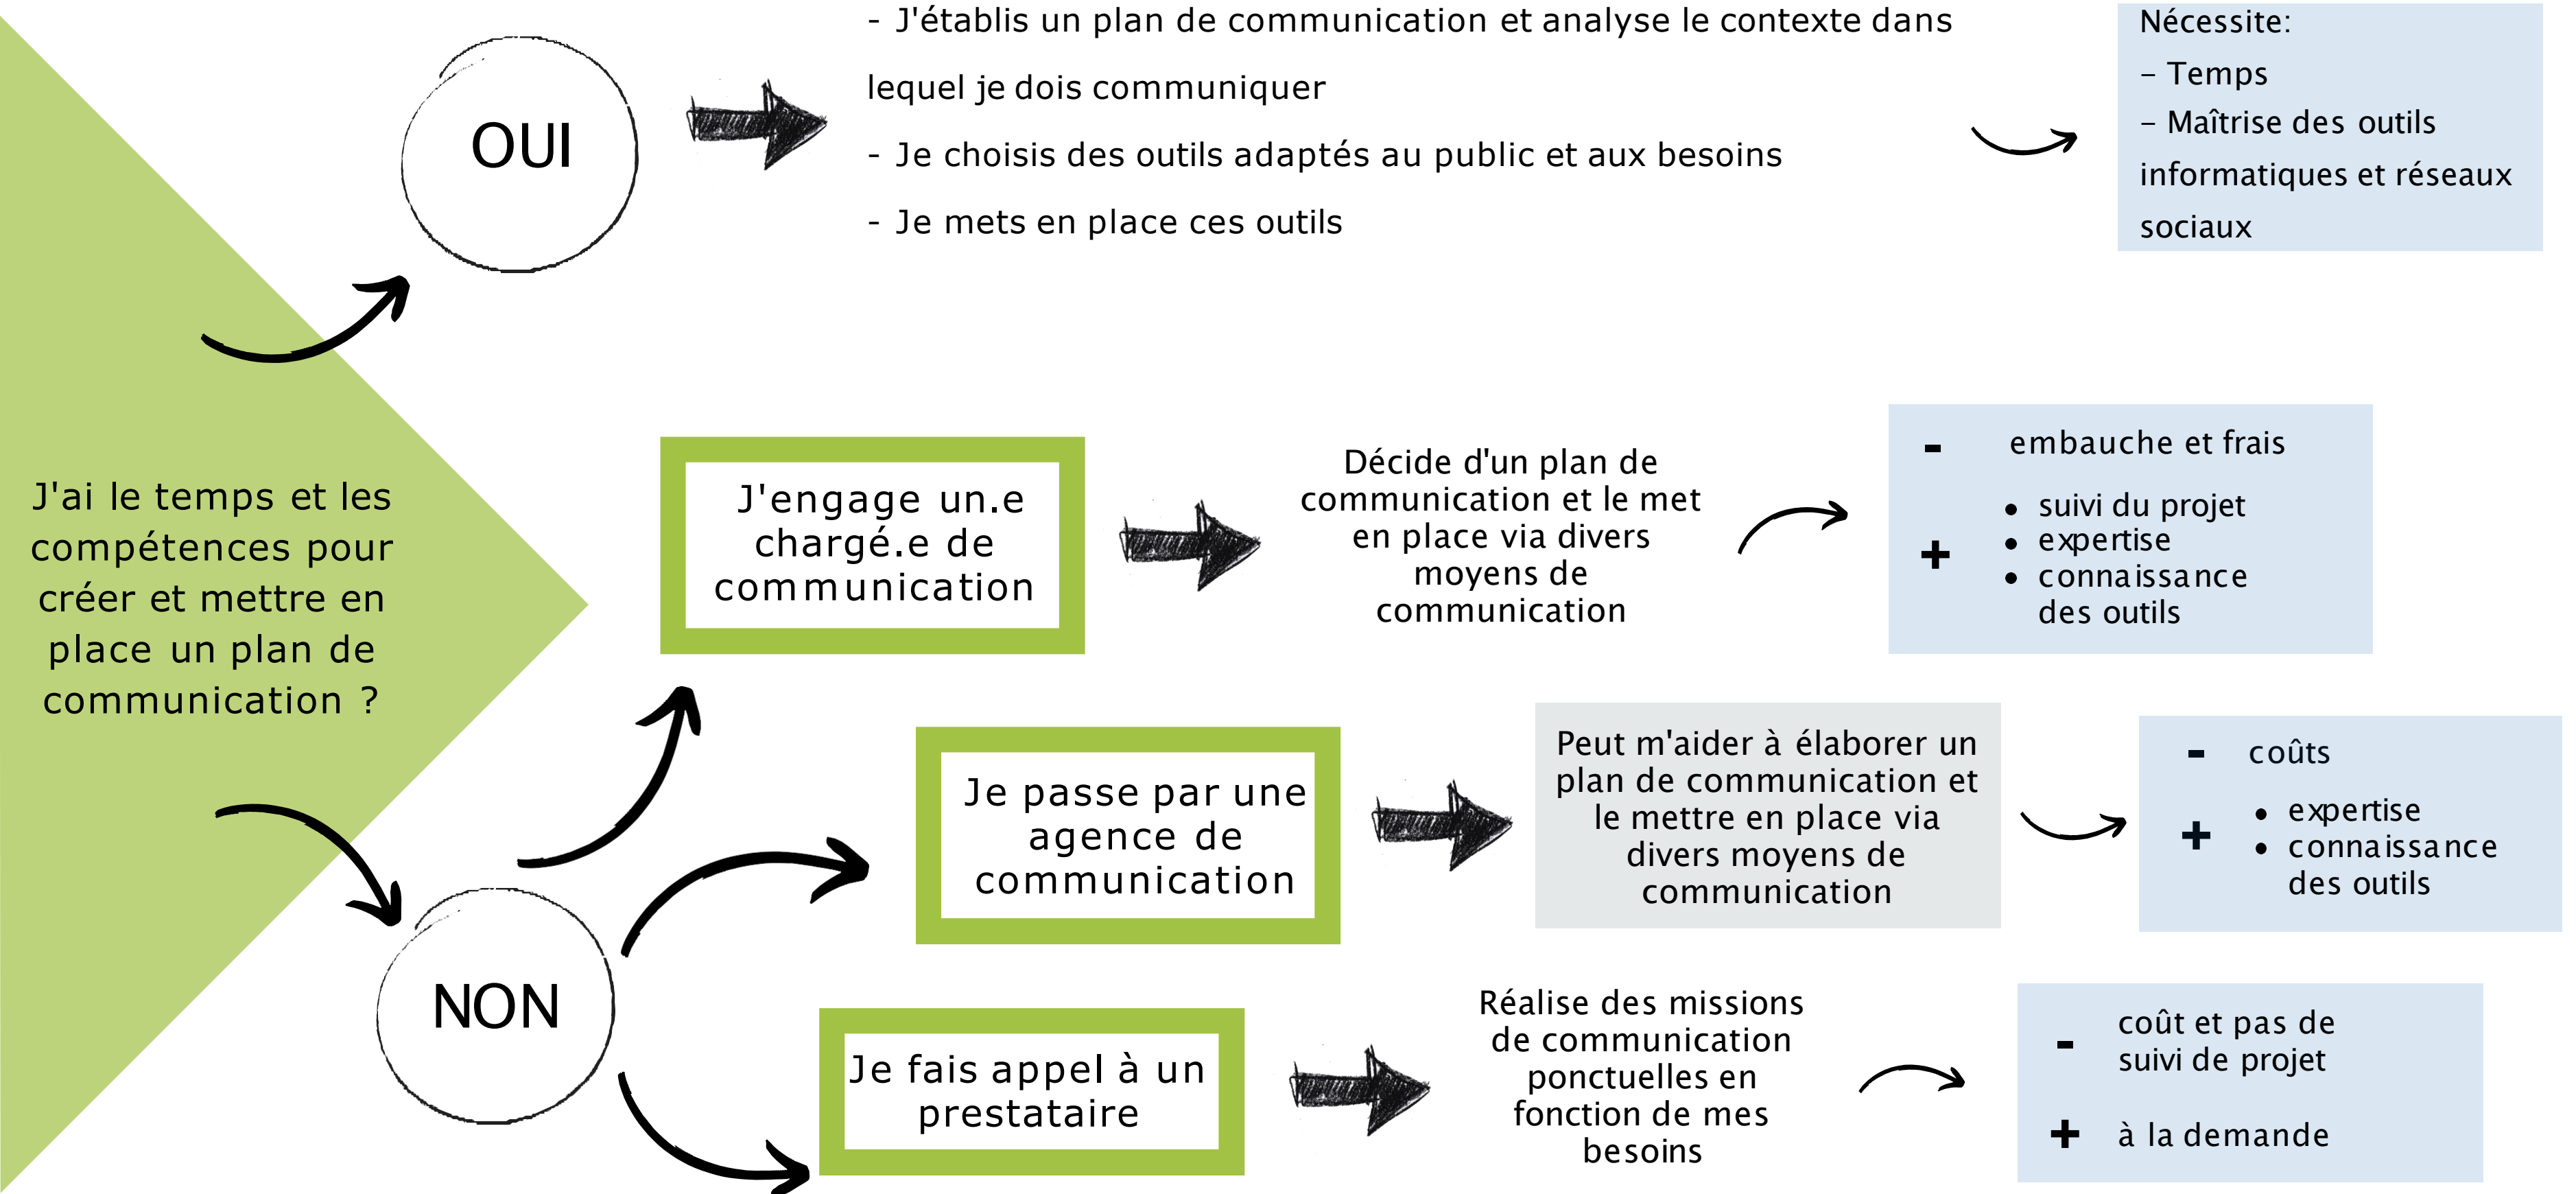 - J'établis un plan de communication et analyse le contexte dans
lequel je dois communiquer
- Je choisis des outils adaptés au public et aux besoins
- Je mets en place ces outils
OUI
Nécessite:
- Temps
- Maîtrise des outils
informatiques et réseaux
sociaux
J'ai le temps et les
compétences pour
créer et mettre en
place un plan de
communication ?
J'engage un.e
chargé.e de
communication
Décide d'un plan de
communication et le met
en place via divers
moyens de
communication
- embauche et frais
+
• suivi du projet
• expertise
• connaissance
des outils
NON
Je passe par une
agence de
communication
Peut m'aider à élaborer un
plan de communication et
le mettre en place via
divers moyens de
communication
- coûts
+
• expertise
• connaissance
des outils
Je fais appel à un
prestataire
Réalise des missions
de communication
ponctuelles en
fonction de mes
besoins
- coût et pas de
suivi de projet
+ à la demande